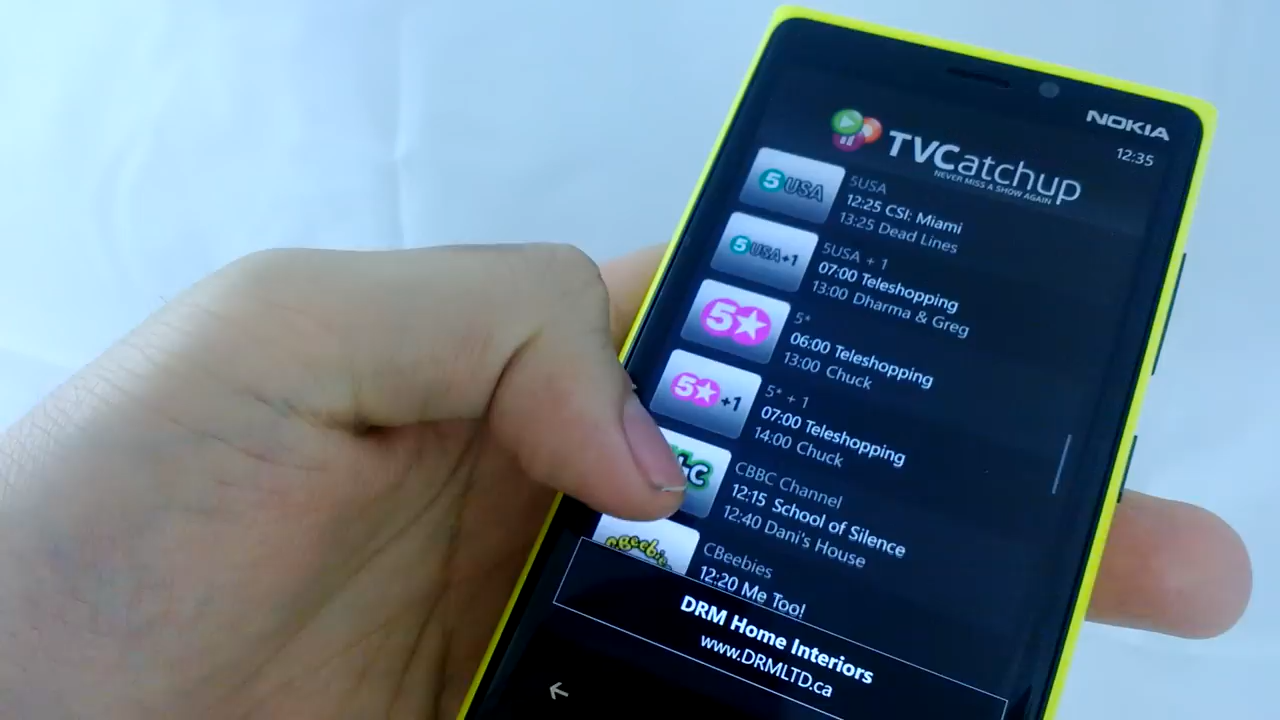 NOKIA
12:35
TVCatchup
NEVER MISS A SHOW AGAIN
5USA
5USA
12:25 CSI: Miami
13:25 Dead Lines
5USA+1
5USA + 1
07:00 Teleshopping
13:00 Dharma & Greg
5★
5*
06:00 Teleshopping
13:00 Chuck
5★+1
5* + 1
07:00 Teleshopping
14:00 Chuck
CBBC Channel
12:15 School of Silence
12:40 Dani's House
CBeebies
12:20 Me Too!
DRM Home Interiors
www.DRMLTD.ca